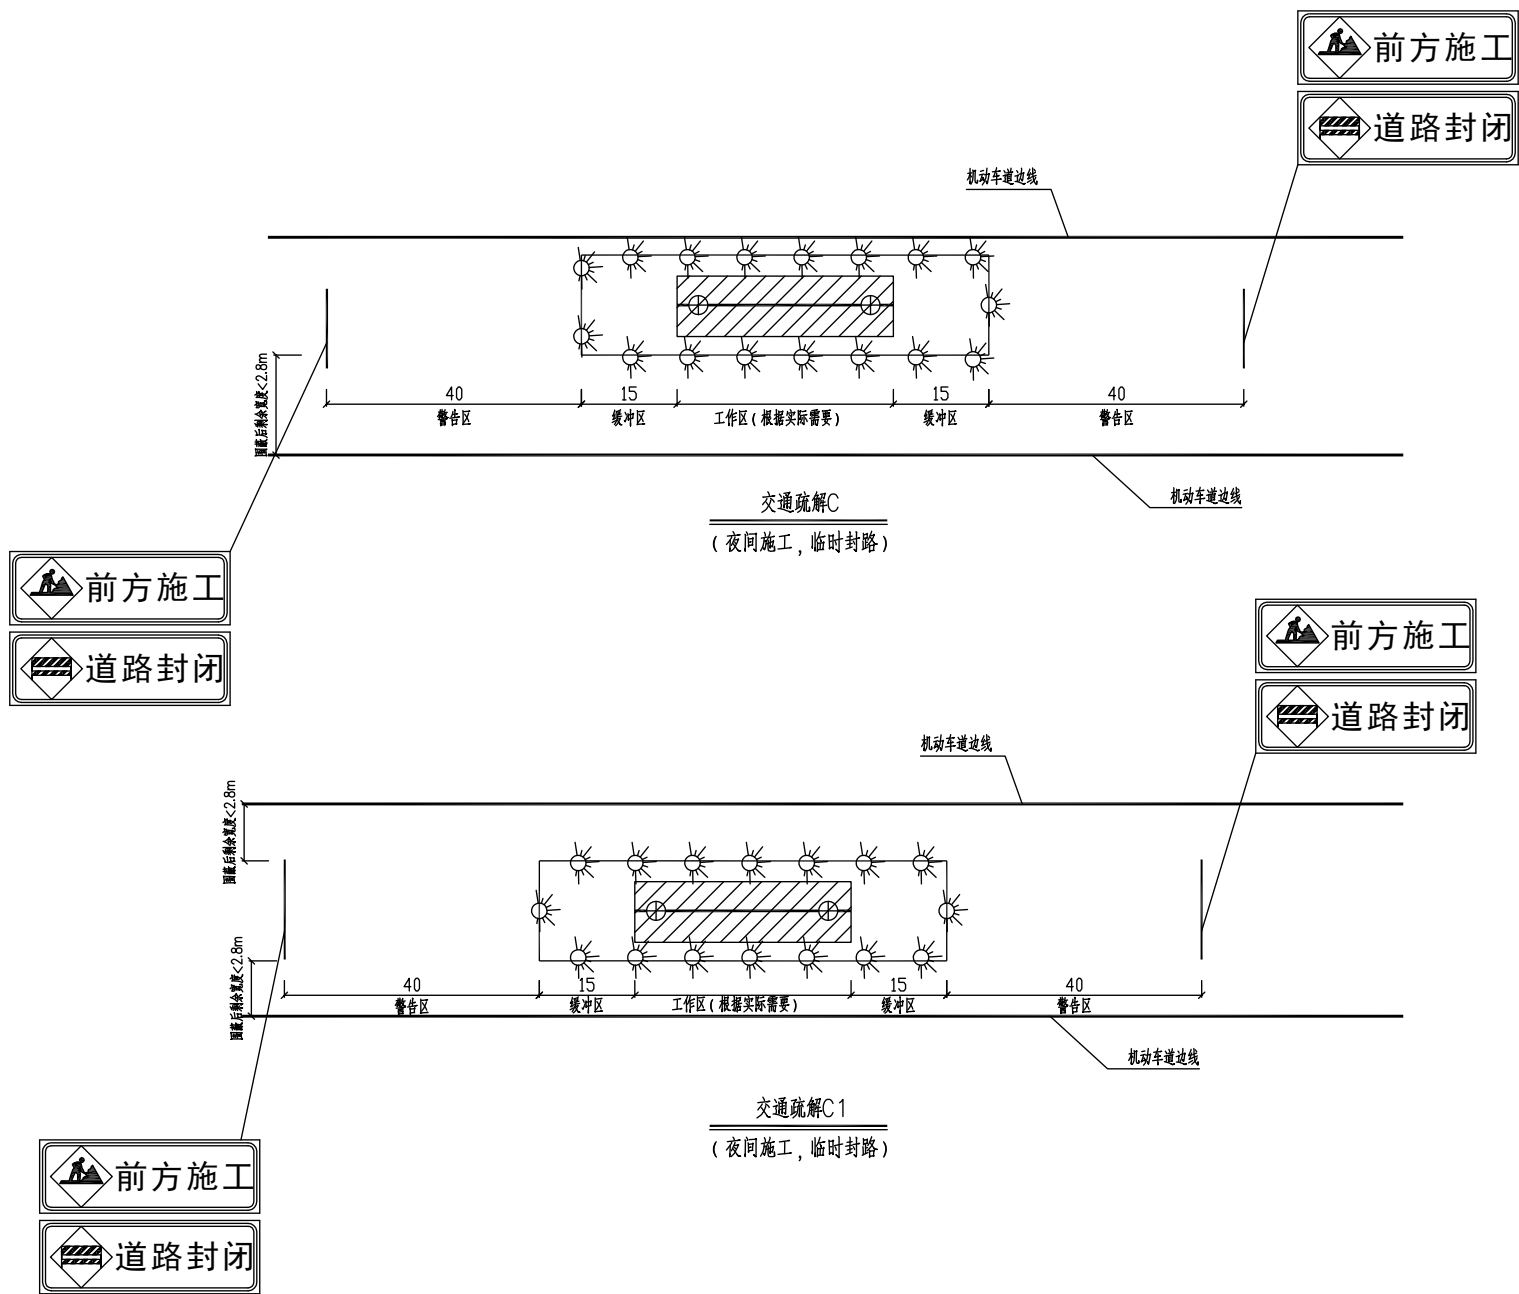 前方施工
道路封闭
机动车道边线
围蔽后剩余宽度<2.8m
40
15
15
40
警告区
缓冲区
工作区(根据实际需要)
缓冲区
警告区
机动车道边线
交通疏解C
(夜间施工,临时封路)
前方施工
道路封闭
前方施工
道路封闭
机动车道边线
围蔽后剩余宽度<2.8m
围蔽后剩余宽度<2.8m
40
15
15
40
警告区
缓冲区
工作区(根据实际需要)
缓冲区
警告区
机动车道边线
交通疏解C1
(夜间施工,临时封路)
前方施工
道路封闭